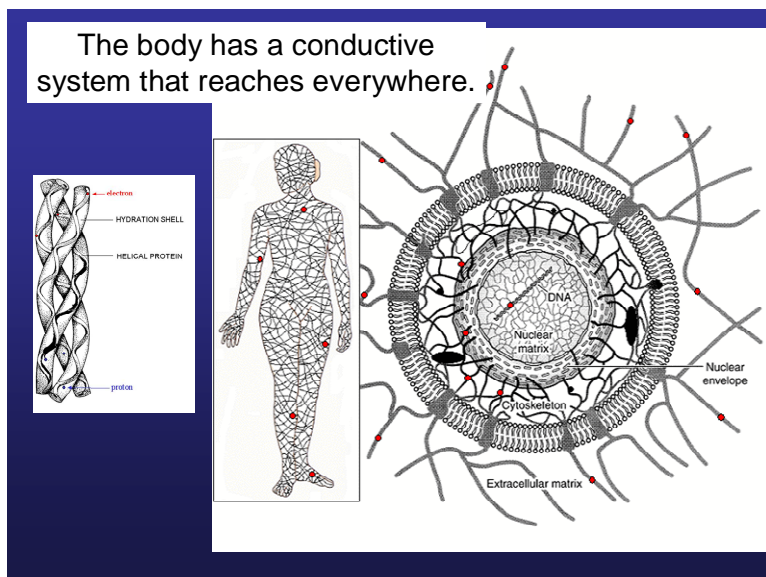 The body has a conductive
system that reaches everywhere.
electron
HYDRATION SHELL
HELICAL PROTEIN
proton
DNA
Nuclear
matrix
Nuclear
envelope
Cytoskeleton
Extracellular matrix